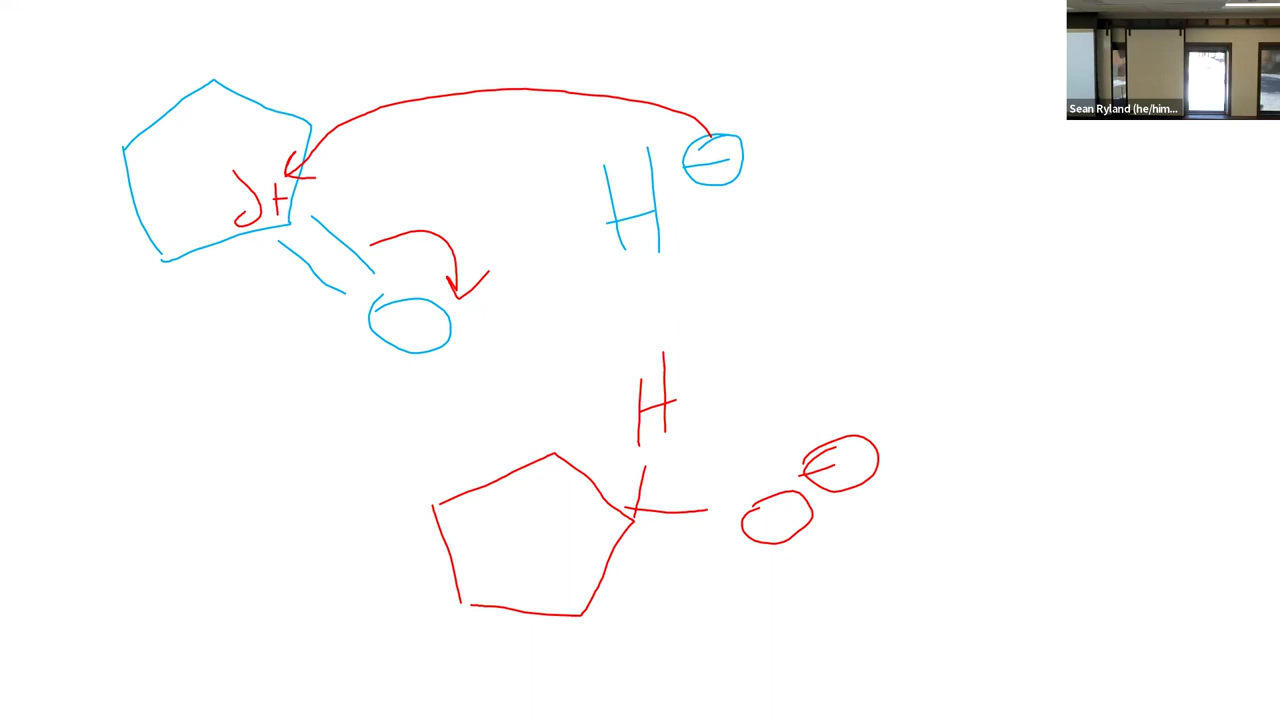 Sean Ryland (he/him...
H⊖
δ+
O
H
O⊖